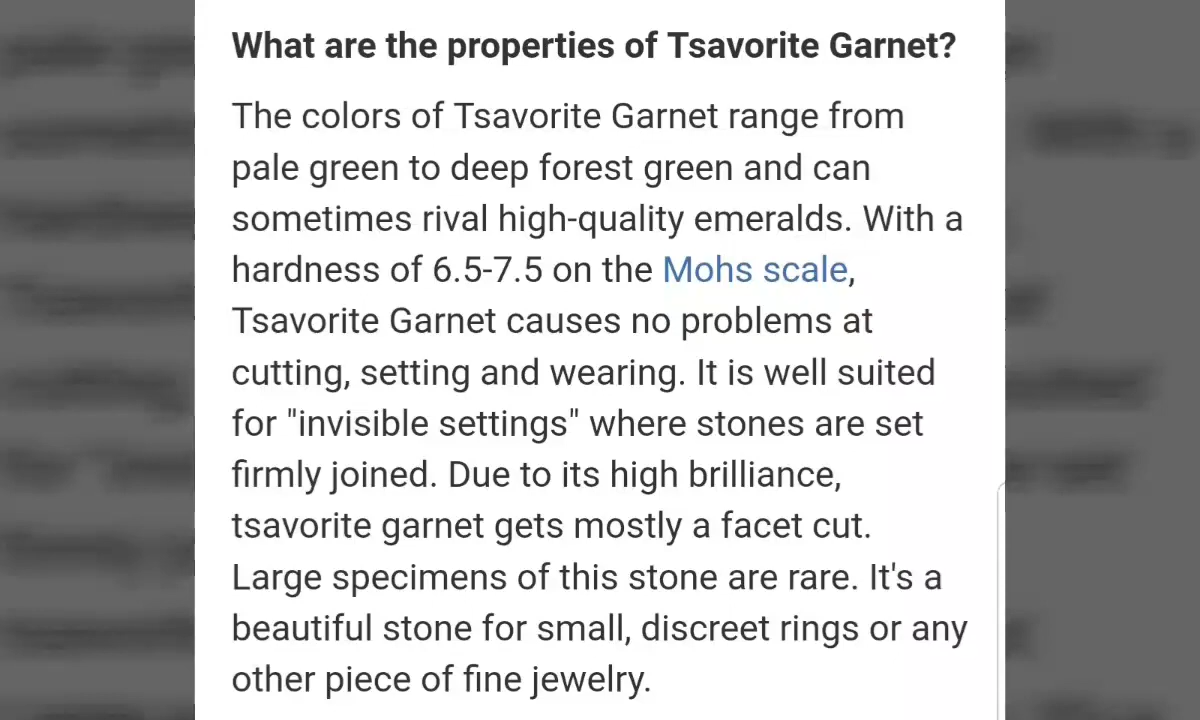 What are the properties of Tsavorite Garnet?
The colors of Tsavorite Garnet range from
pale green to deep forest green and can
sometimes rival high-quality emeralds. With a
hardness of 6.5-7.5 on the Mohs scale,
Tsavorite Garnet causes no problems at
cutting, setting and wearing. It is well suited
for "invisible settings" where stones are set
firmly joined. Due to its high brilliance,
tsavorite garnet gets mostly a facet cut.
Large specimens of this stone are rare. It's a
beautiful stone for small, discreet rings or any
other piece of fine jewelry.